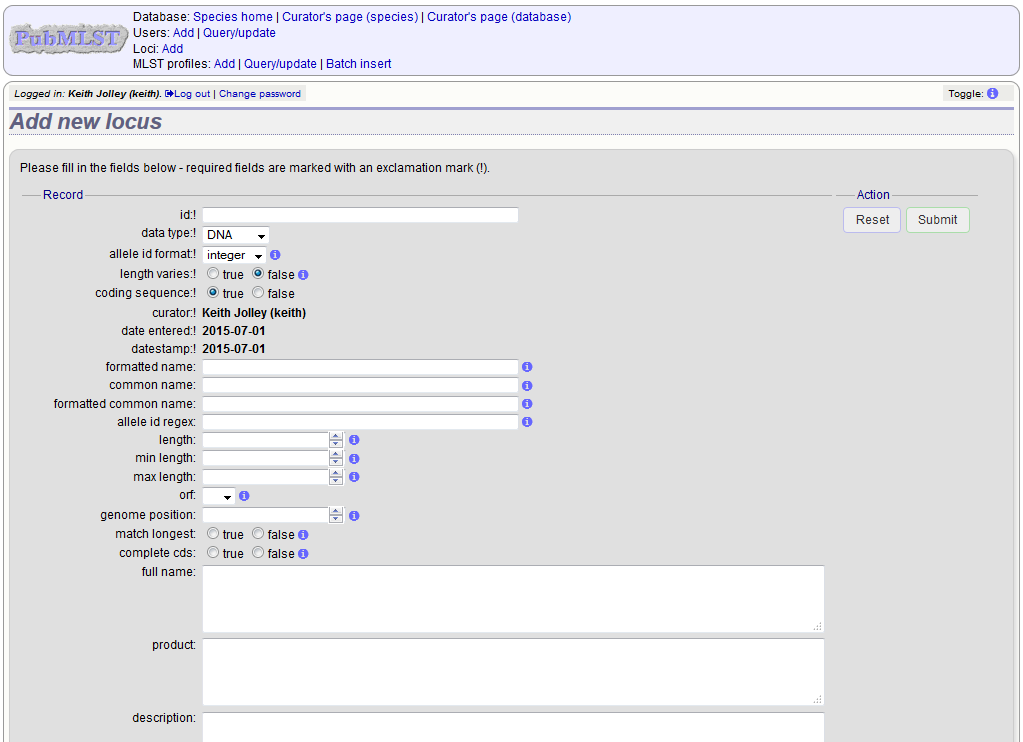 PubMLST
Database: Species home | Curator's page (species) | Curator's page (database)
Users: Add | Query/update
Loci: Add
MLST profiles: Add | Query/update | Batch insert
Logged in: Keith Jolley (keith). Log out | Change password
Toggle: i
Add new locus
Please fill in the fields below - required fields are marked with an exclamation mark (!).
Record
Action
id:!
Reset Submit
data type:! DNA
allele id format:! integer i
length varies:! true false i
coding sequence:! true false
curator:! Keith Jolley (keith)
date entered:! 2015-07-01
datestamp:! 2015-07-01
formatted name: i
common name: i
formatted common name: i
allele id regex: i
length: i
min length: i
max length: i
orf: i
genome position: i
match longest: true false i
complete cds: true false i
full name:
product:
description: